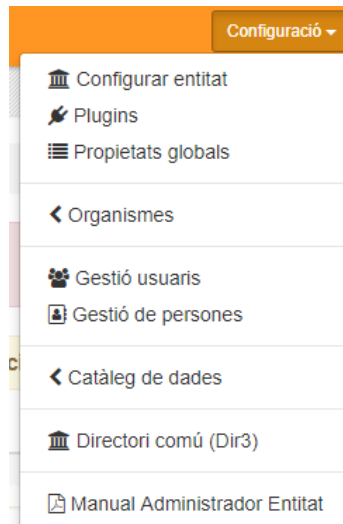 Configuració
Configurar entitat
Plugins
Propietats globals
Organismes
Gestió usuaris
Gestió de persones
Catàleg de dades
Directori comú (Dir3)
Manual Administrador Entitat